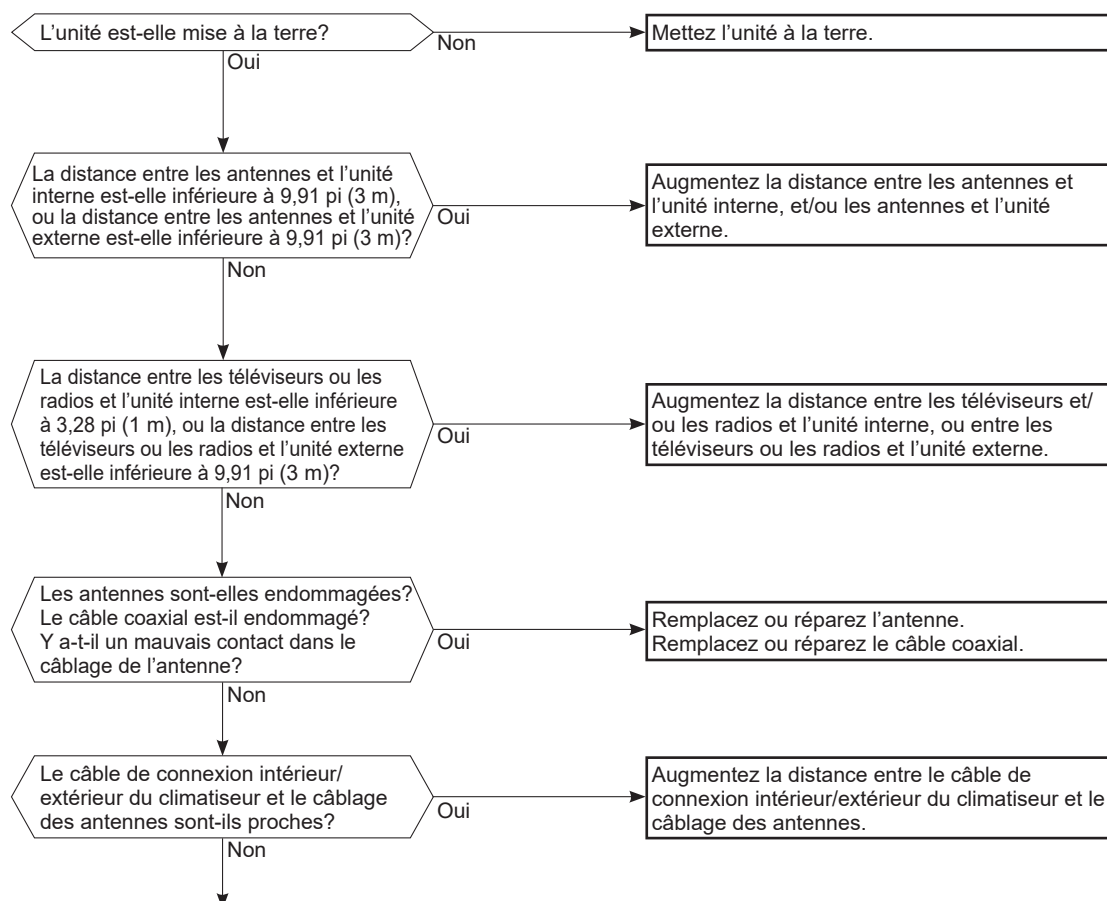 L’unité est-elle mise à la terre?
Non
Mettez l’unité à la terre.
Oui
La distance entre les antennes et l’unité
interne est-elle inférieure à 9,91 pi (3 m),
ou la distance entre les antennes et l’unité
externe est-elle inférieure à 9,91 pi (3 m)?
Oui
Augmentez la distance entre les antennes et
l’unité interne, et/ou les antennes et l’unité
externe.
Non
La distance entre les téléviseurs ou les
radios et l’unité interne est-elle inférieure
à 3,28 pi (1 m), ou la distance entre les
téléviseurs ou les radios et l’unité externe
est-elle inférieure à 9,91 pi (3 m)?
Oui
Augmentez la distance entre les téléviseurs et/
ou les radios et l’unité interne, ou entre les
téléviseurs ou les radios et l’unité externe.
Non
Les antennes sont-elles endommagées?
Le câble coaxial est-il endommagé?
Y a-t-il un mauvais contact dans le
câblage de l’antenne?
Oui
Remplacez ou réparez l’antenne.
Remplacez ou réparez le câble coaxial.
Non
Le câble de connexion intérieur/
extérieur du climatiseur et le câblage
des antennes sont-ils proches?
Oui
Augmentez la distance entre le câble de
connexion intérieur/extérieur du climatiseur et le
câblage des antennes.
Non